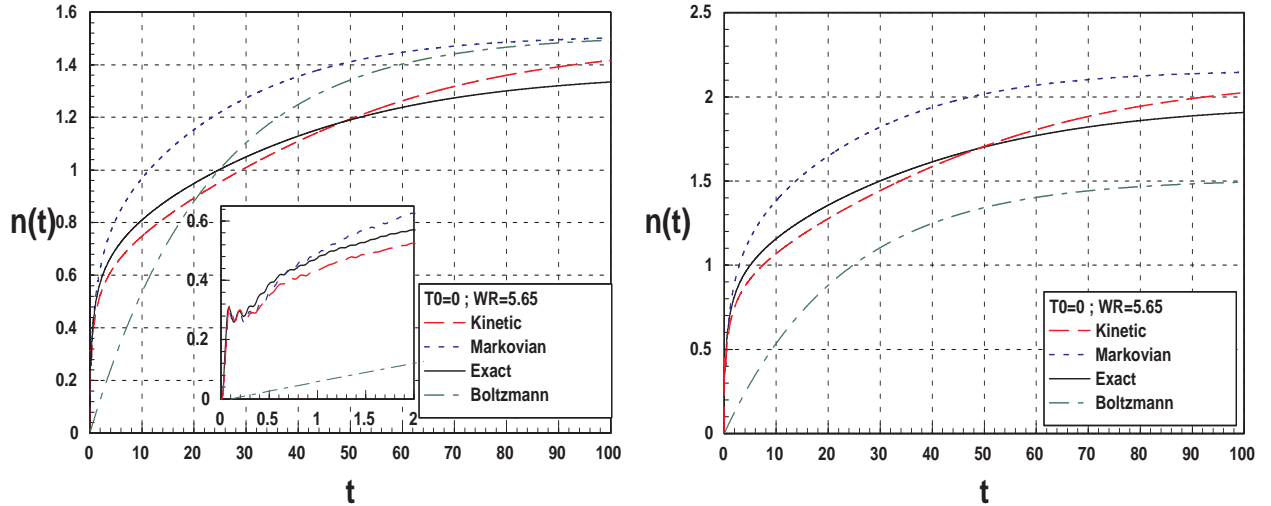 1.6
1.4
1.2
1
0.8
0.6
0.4
0.2
0
n(t)
0 10 20 30 40 50 60 70 80 90 100
t
0.6
0.4
0.2
0
0 0.5 1 1.5 2
T0=0 ; WR=5.65
Kinetic
Markovian
Exact
Boltzmann
2.5
2
1.5
1
0.5
0
n(t)
0 10 20 30 40 50 60 70 80 90 100
t
T0=0 ; WR=5.65
Kinetic
Markovian
Exact
Boltzmann